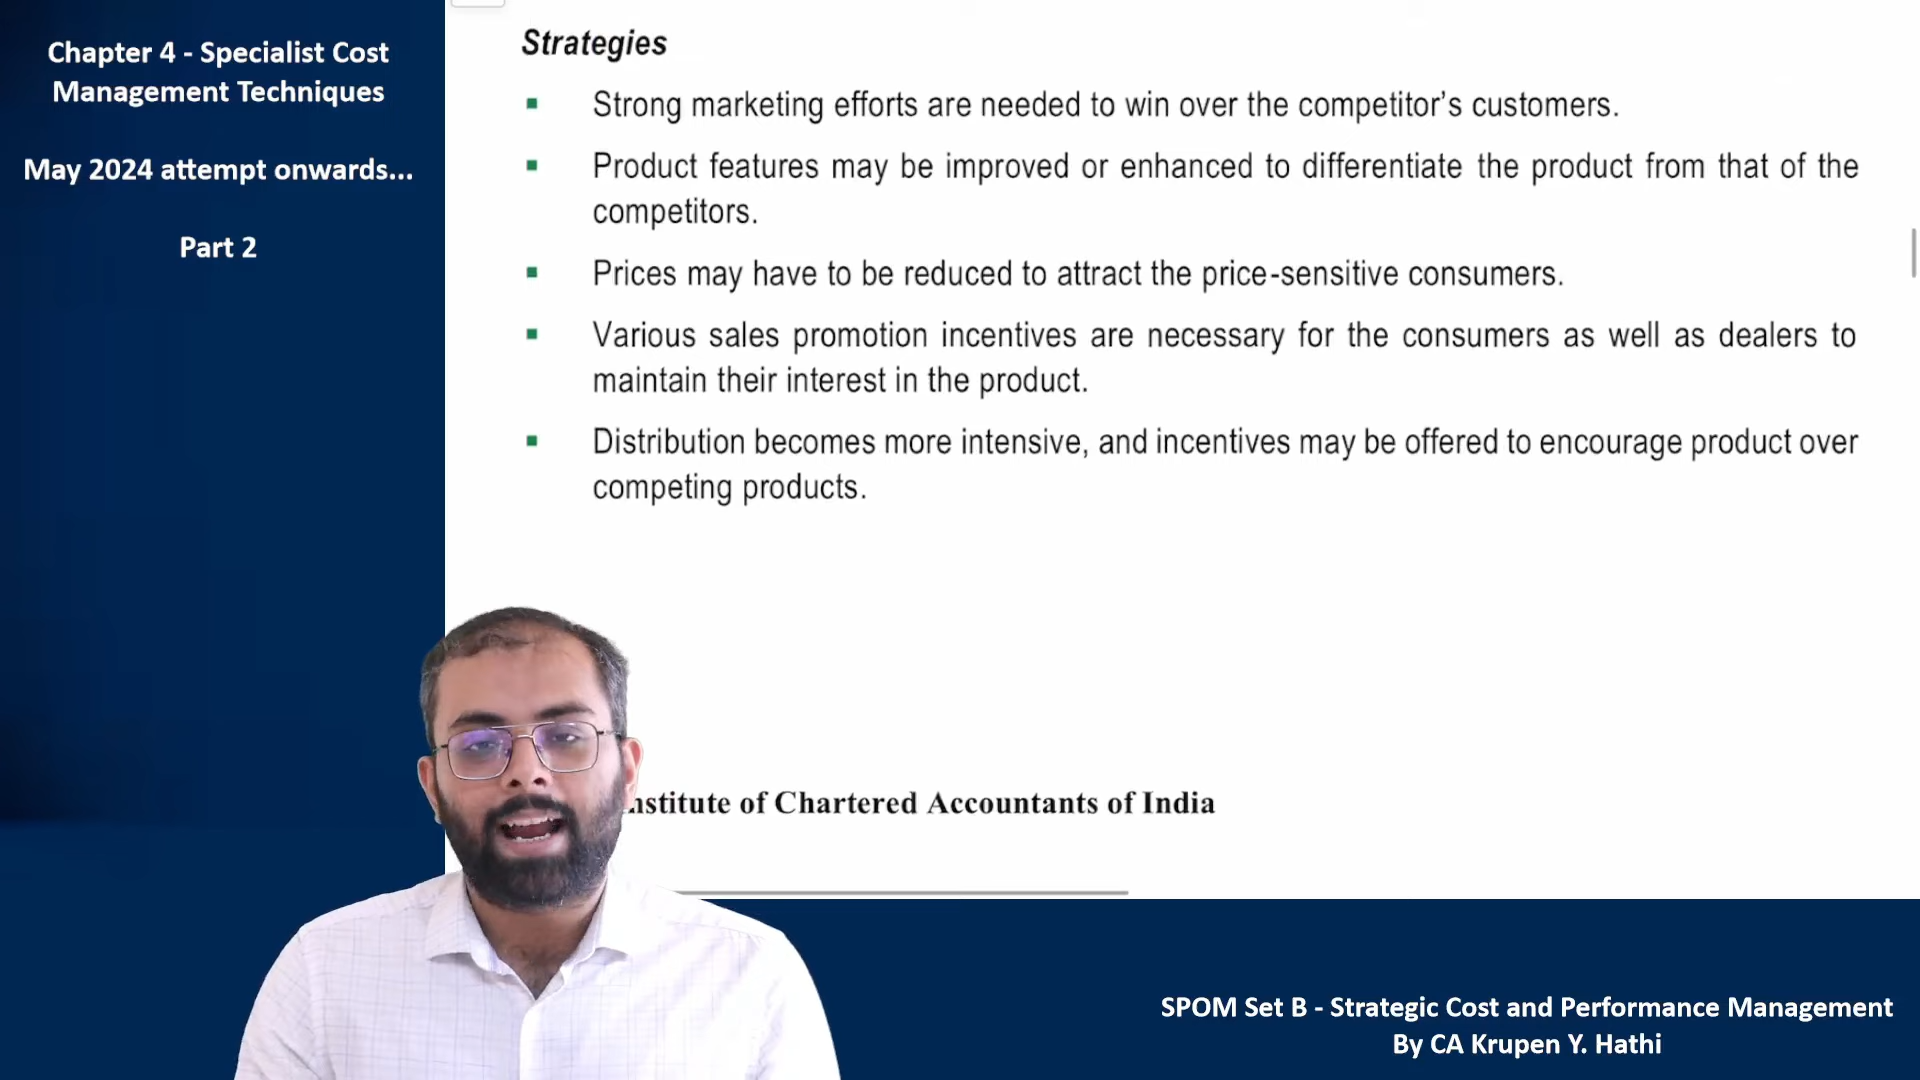 Chapter 4 - Specialist Cost
Management Techniques
May 2024 attempt onwards...
Part 2
Strategies
Strong marketing efforts are needed to win over the competitor's customers.
Product features may be improved or enhanced to differentiate the product from that of the
competitors.
Prices may have to be reduced to attract the price-sensitive consumers.
Various sales promotion incentives are necessary for the consumers as well as dealers to
maintain their interest in the product.
Distribution becomes more intensive, and incentives may be offered to encourage product over
competing products.
of Chartered Accountants of India
SPOM Set B - Strategic Cost and Performance Management
By CA Krupen Y. Hathi